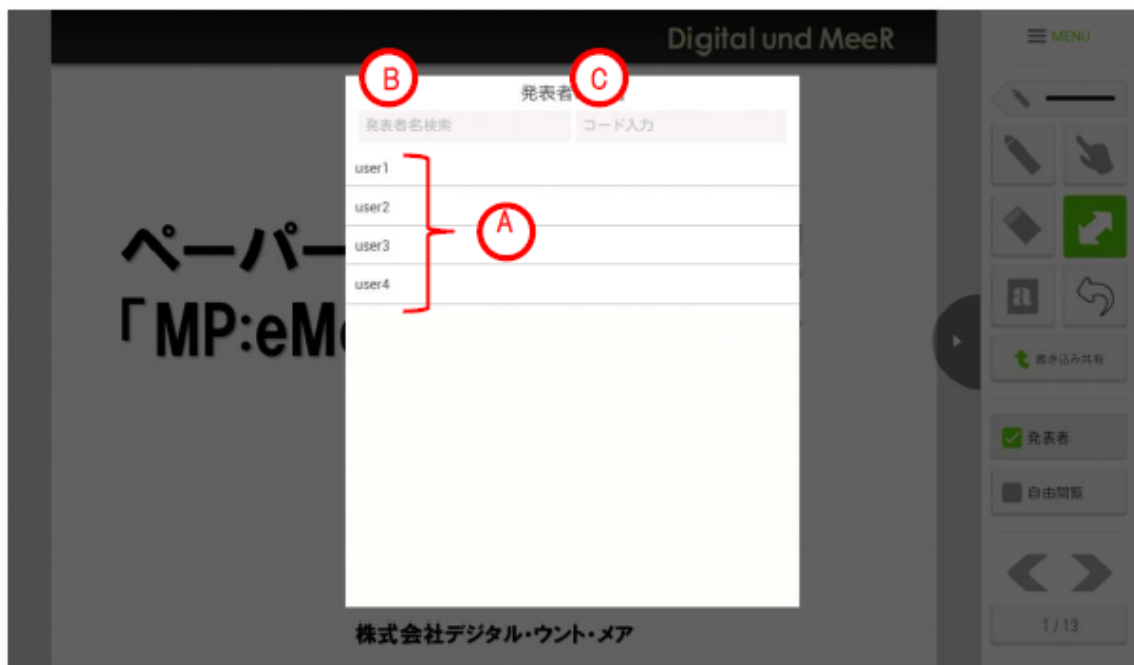 Digital und MeeR
MENU
B
C
発表者
発表者名検索
コード入力
user1
user2
A
user3
user4
ペーパー
「MP:eM
a
書き込み共有
発表者
自由閲覧
1 / 13
株式会社デジタル・ウント・メア